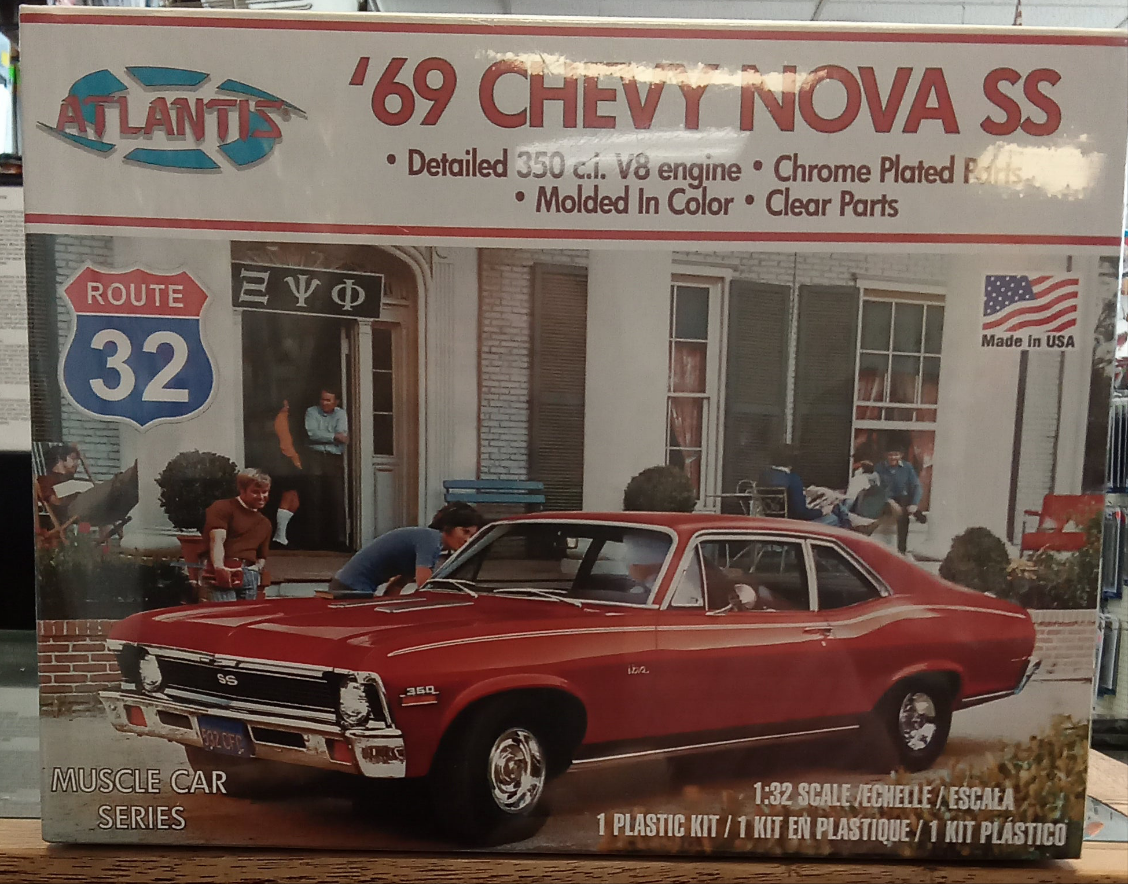 ATLANTIS
'69 CHEVY NOVA SS
• Detailed 350 c.i. V8 engine • Chrome Plated Parts
• Molded In Color • Clear Parts
ROUTE
32
ΞΨΦ
Made in USA
SS
350
Nova
MUSCLE CAR
SERIES
1:32 SCALE /ECHELLE / ESCALA
1 PLASTIC KIT / 1 KIT EN PLASTIQUE / 1 KIT PLÁSTICO